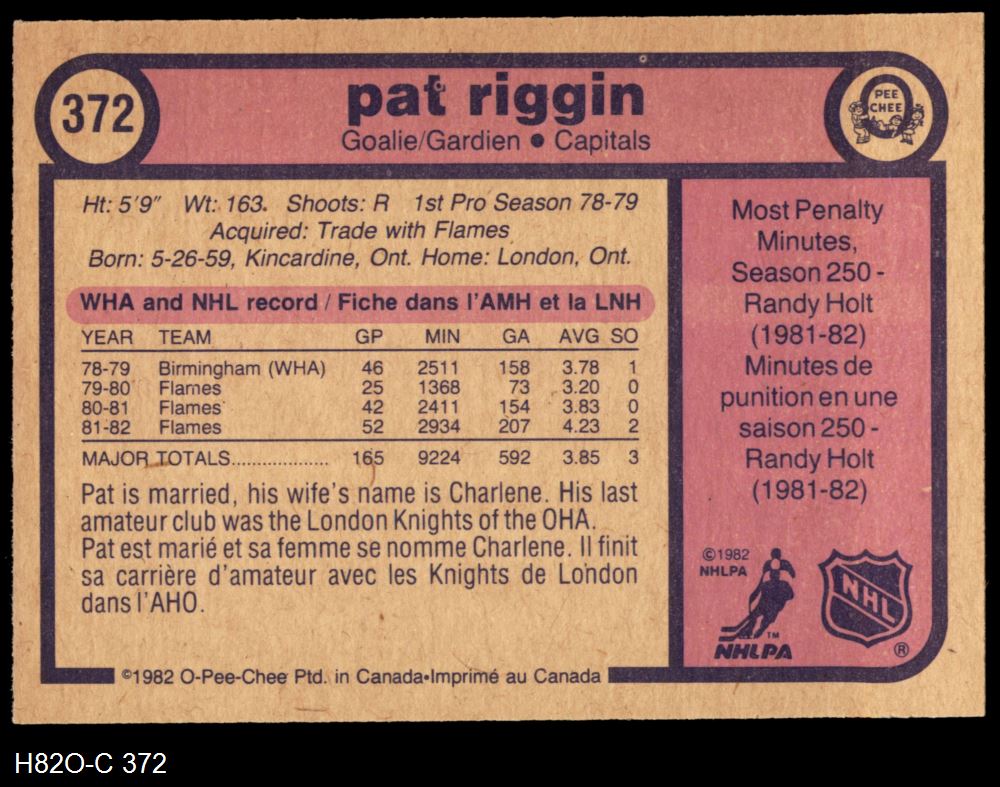 372
pat riggin
Goalie/Gardien • Capitals
PEE
CHEE
Ht: 5'9" Wt: 163. Shoots: R 1st Pro Season 78-79
Acquired: Trade with Flames
Born: 5-26-59, Kincardine, Ont. Home: London, Ont.
WHA and NHL record / Fiche dans l'AMH et la LNH
YEAR TEAM GP MIN GA AVG SO
78-79 Birmingham (WHA) 46 2511 158 3.78 1
79-80 Flames 25 1368 73 3.20 0
80-81 Flames 42 2411 154 3.83 0
81-82 Flames 52 2934 207 4.23 2
MAJOR TOTALS................... 165 9224 592 3.85 3
Pat is married, his wife's name is Charlene. His last
amateur club was the London Knights of the OHA.
Pat est marié et sa femme se nomme Charlene. Il finit
sa carrière d'amateur avec les Knights de London
dans l'AHO.
Most Penalty
Minutes,
Season 250 -
Randy Holt
(1981-82)
Minutes de
punition en une
saison 250 -
Randy Holt
(1981-82)
©1982
NHLPA
TM
NHLPA
NHL
®
©1982 O-Pee-Chee Ptd. in Canada•Imprimé au Canada
H82O-C 372